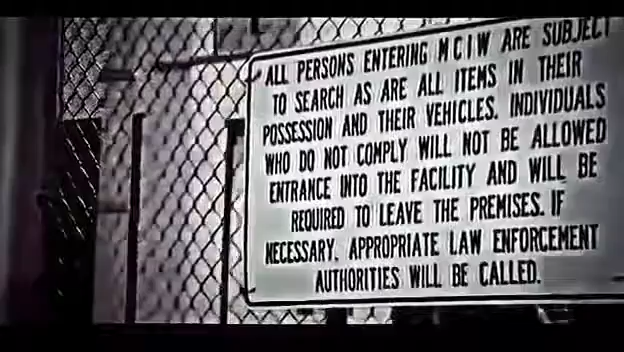 ALL PERSONS ENTERING MCIW ARE SUBJECT
TO SEARCH AS ARE ALL ITEMS IN THEIR
POSSESSION AND THEIR VEHICLES. INDIVIDUALS
WHO DO NOT COMPLY WILL NOT BE ALLOWED
ENTRANCE INTO THE FACILITY AND WILL BE
REQUIRED TO LEAVE THE PREMISES. IF
NECESSARY, APPROPRIATE LAW ENFORCEMENT
AUTHORITIES WILL BE CALLED.